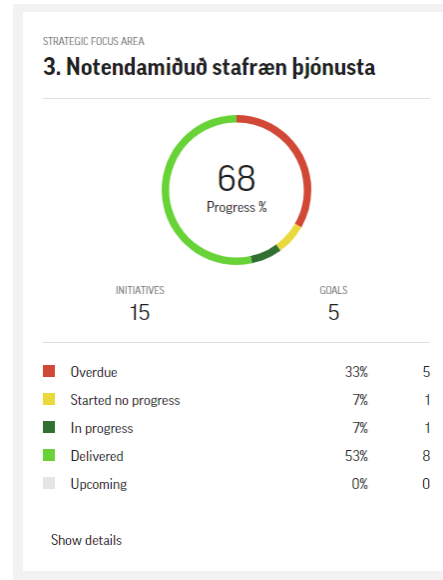 STRATEGIC FOCUS AREA
3. Notendamiðuð stafræn þjónusta
68
Progress %
INITIATIVES GOALS
15 5
Overdue 33% 5
Started no progress 7% 1
In progress 7% 1
Delivered 53% 8
Upcoming 0% 0
Show details